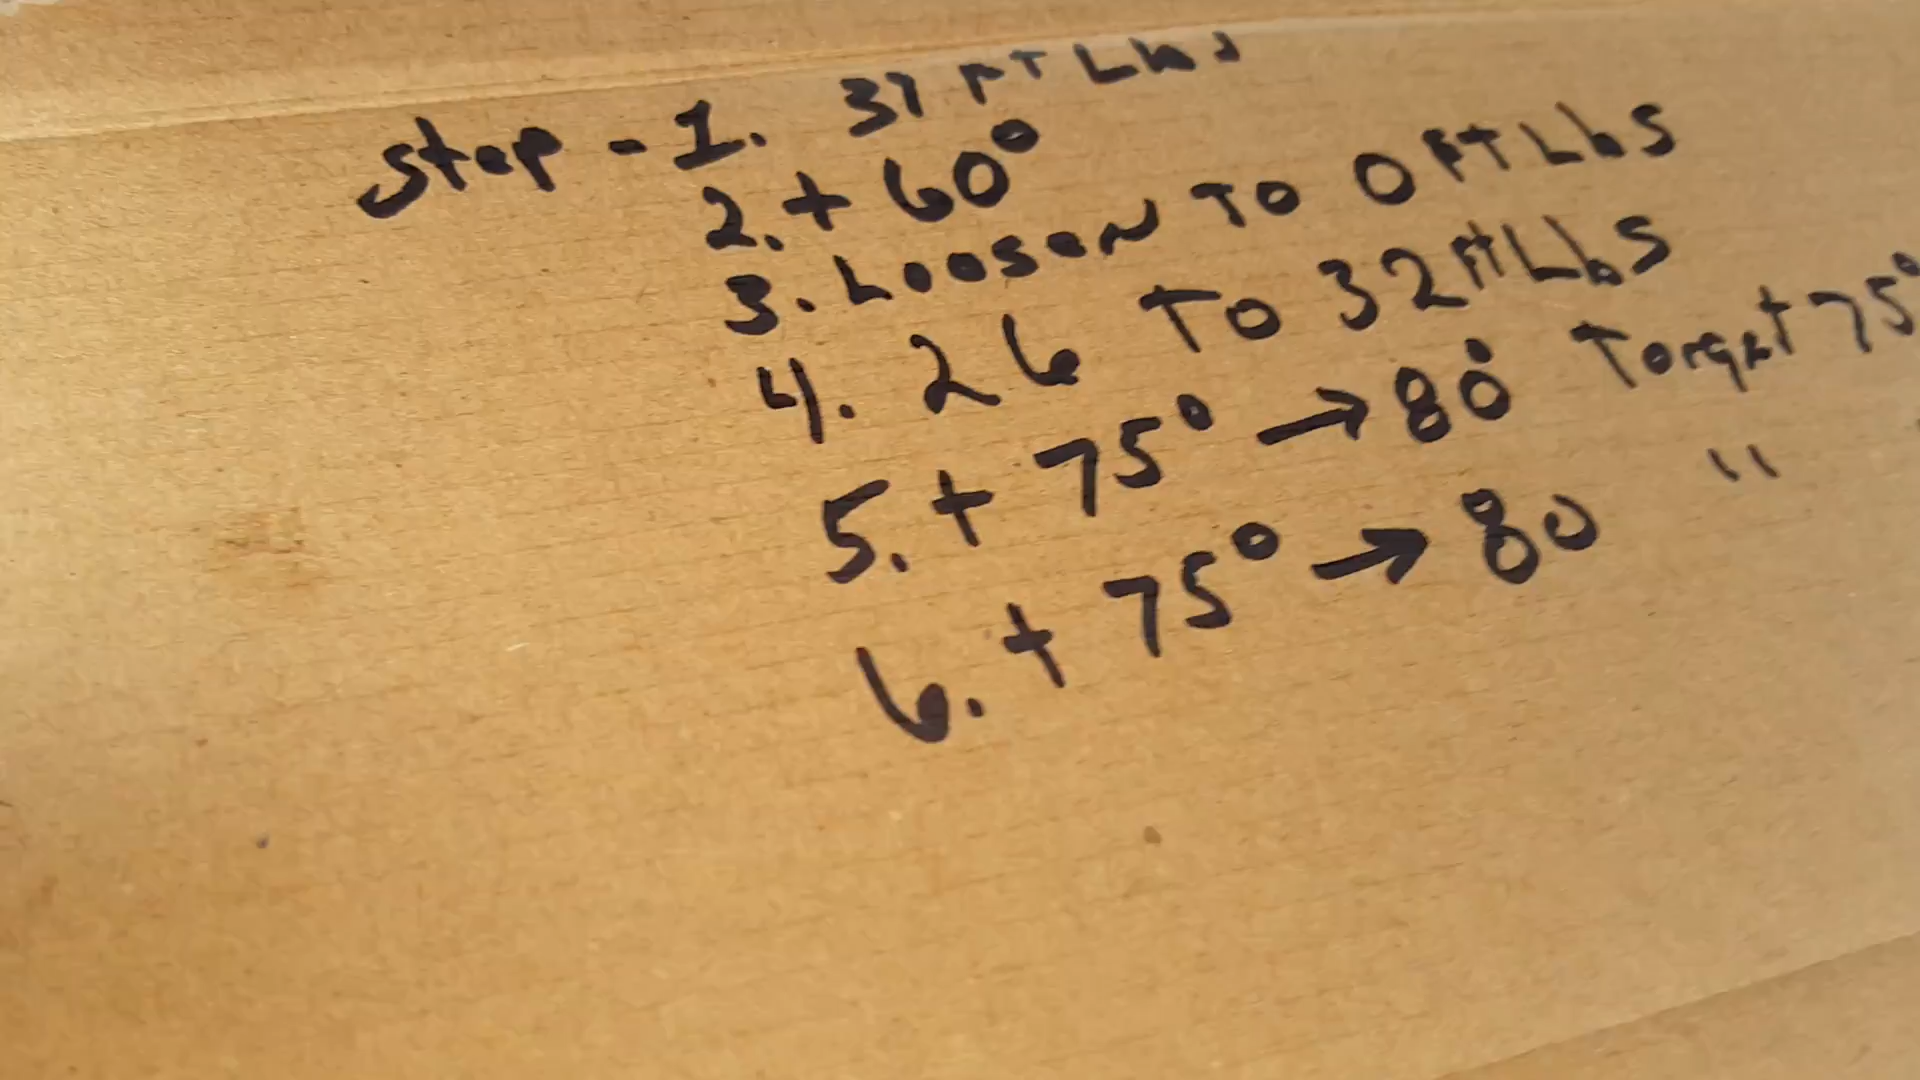 Step - 1. 37 FT Lbs
2. + 60°
3. Loosen TO 0 FT Lbs
4. 26 TO 32 FT Lbs
5. + 75° → 80° Target 75°
6. + 75° → 80 "